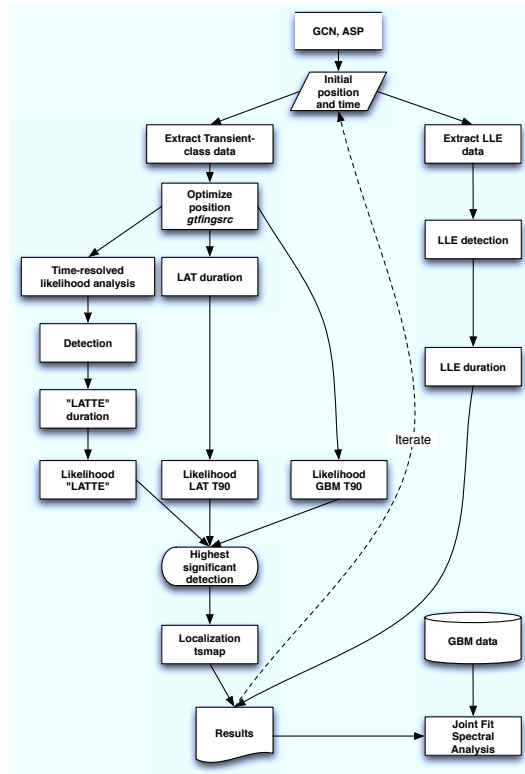 GCN, ASP
Initial
position
and time
Extract Transient-
class data
Extract LLE
data
Optimize
position
gtfingsrc
LLE detection
Time-resolved
likelihood analysis
LAT duration
Detection
LLE duration
"LATTE"
duration
Iterate
Likelihood
"LATTE"
Likelihood
LAT T90
Likelihood
GBM T90
Highest
significant
detection
Localization
tsmap
GBM data
Results
Joint Fit
Spectral
Analysis